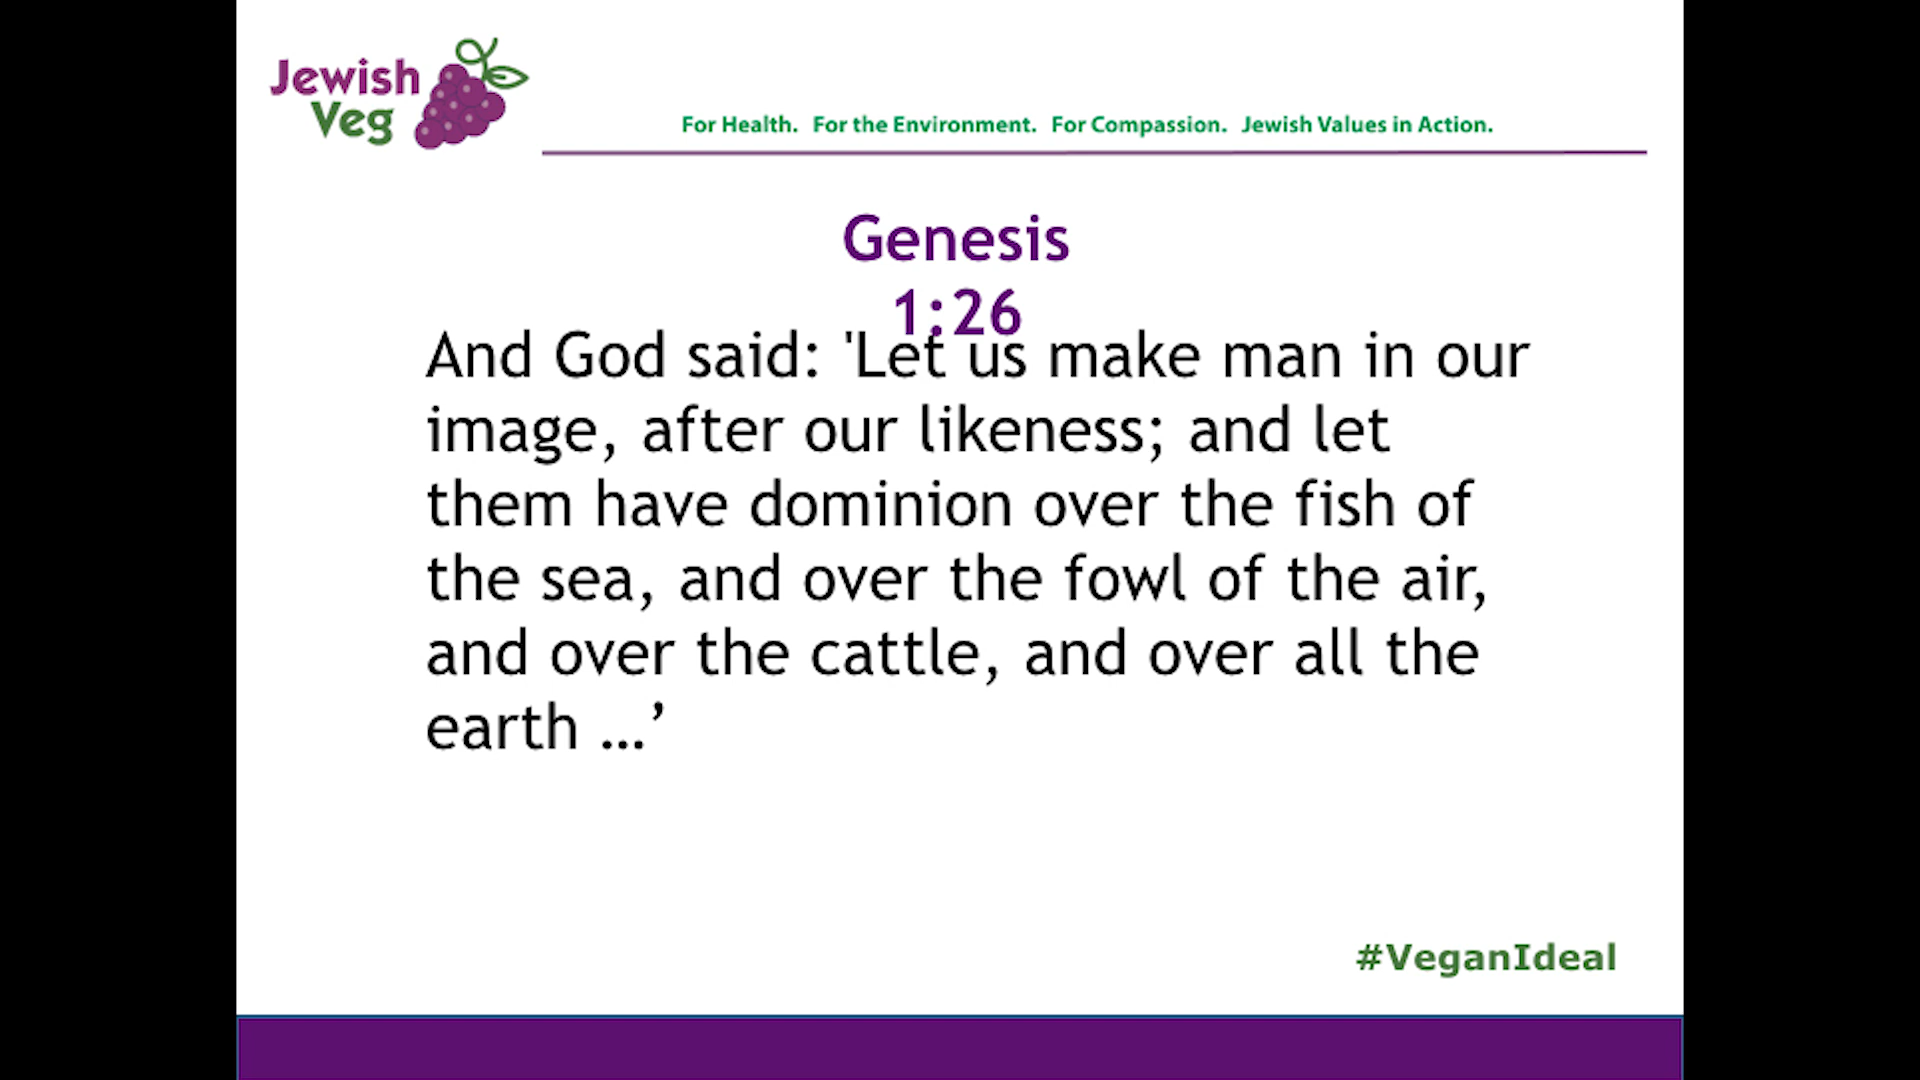 Jewish
Veg
For Health. For the Environment. For Compassion. Jewish Values in Action.
Genesis
1:26
And God said: 'Let us make man in our
image, after our likeness; and let
them have dominion over the fish of
the sea, and over the fowl of the air,
and over the cattle, and over all the
earth …’
#VeganIdeal